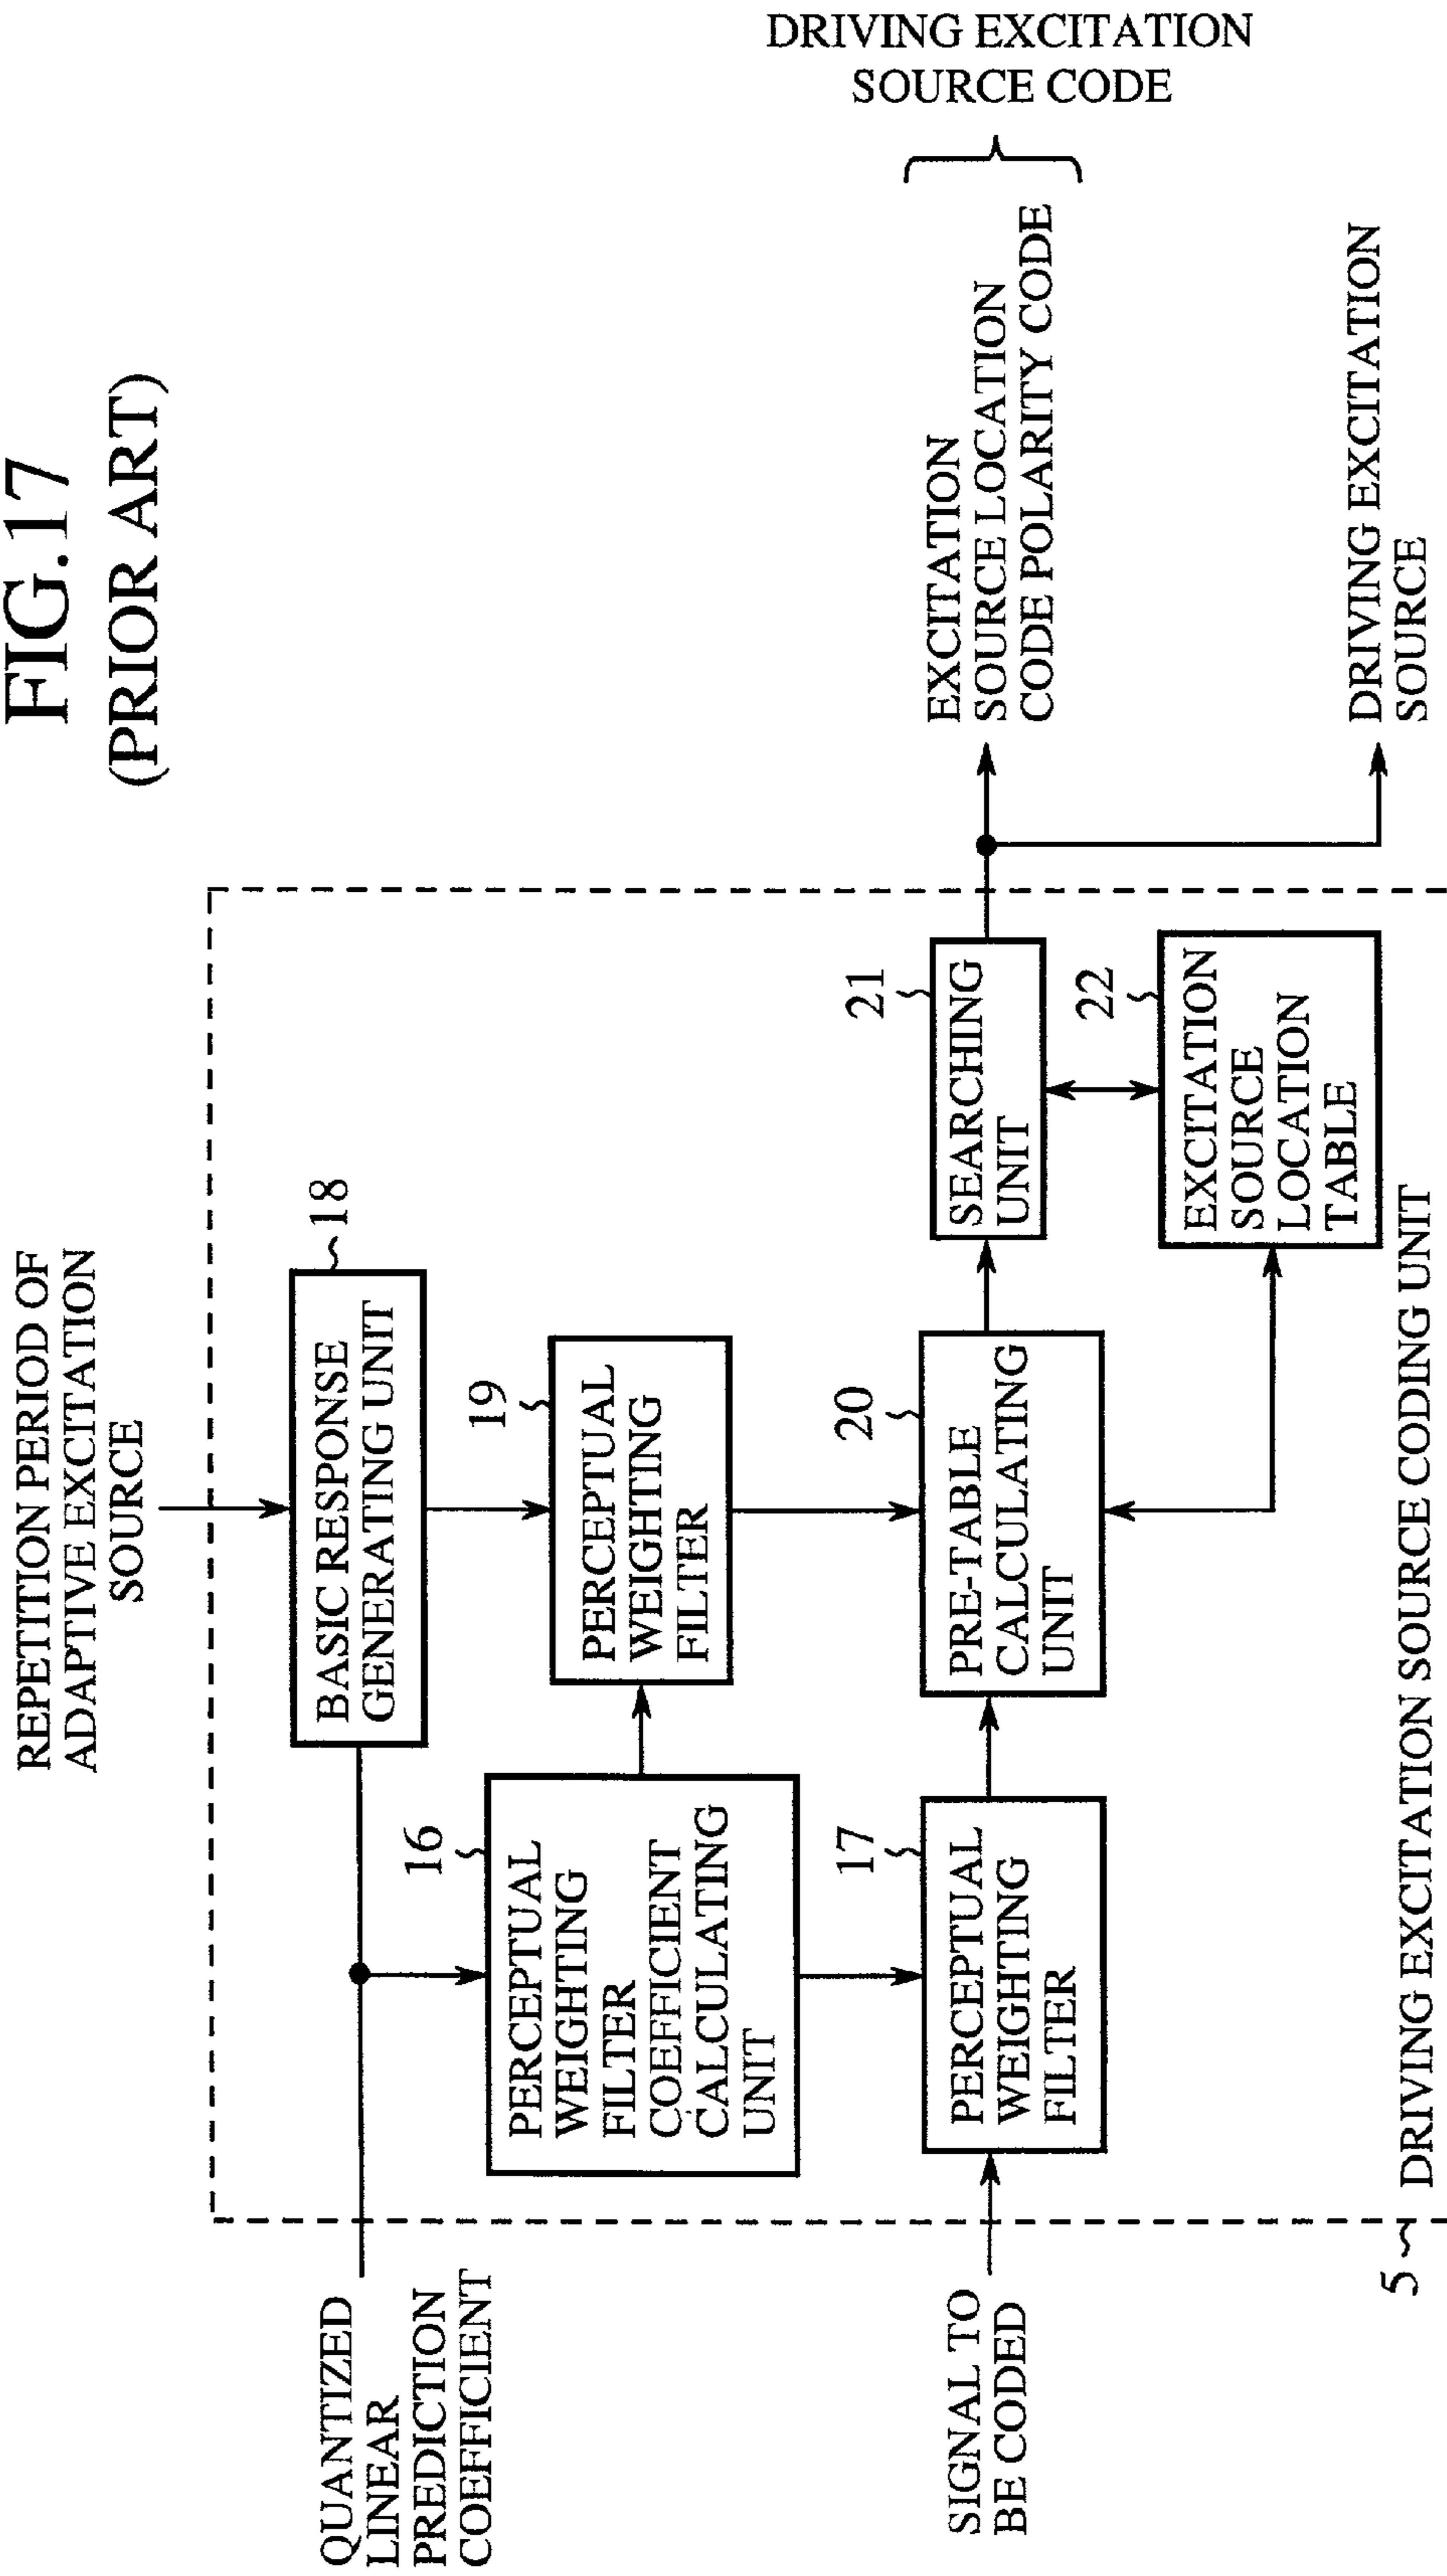 FIG.17
(PRIOR ART)
REPETITION PERIOD OF
ADAPTIVE EXCITATION
SOURCE
QUANTIZED
LINEAR
PREDICTION
COEFFICIENT
BASIC RESPONSE
GENERATING UNIT
18
16
PERCEPTUAL
WEIGHTING
FILTER
COEFFICIENT
CALCULATING
UNIT
19
PERCEPTUAL
WEIGHTING
FILTER
SIGNAL TO
BE CODED
17
PERCEPTUAL
WEIGHTING
FILTER
20
PRE-TABLE
CALCULATING
UNIT
21
SEARCHING
UNIT
22
EXCITATION
SOURCE
LOCATION
TABLE
EXCITATION
SOURCE LOCATION
CODE POLARITY CODE
DRIVING EXCITATION
SOURCE CODE
DRIVING EXCITATION
SOURCE
5 DRIVING EXCITATION SOURCE CODING UNIT